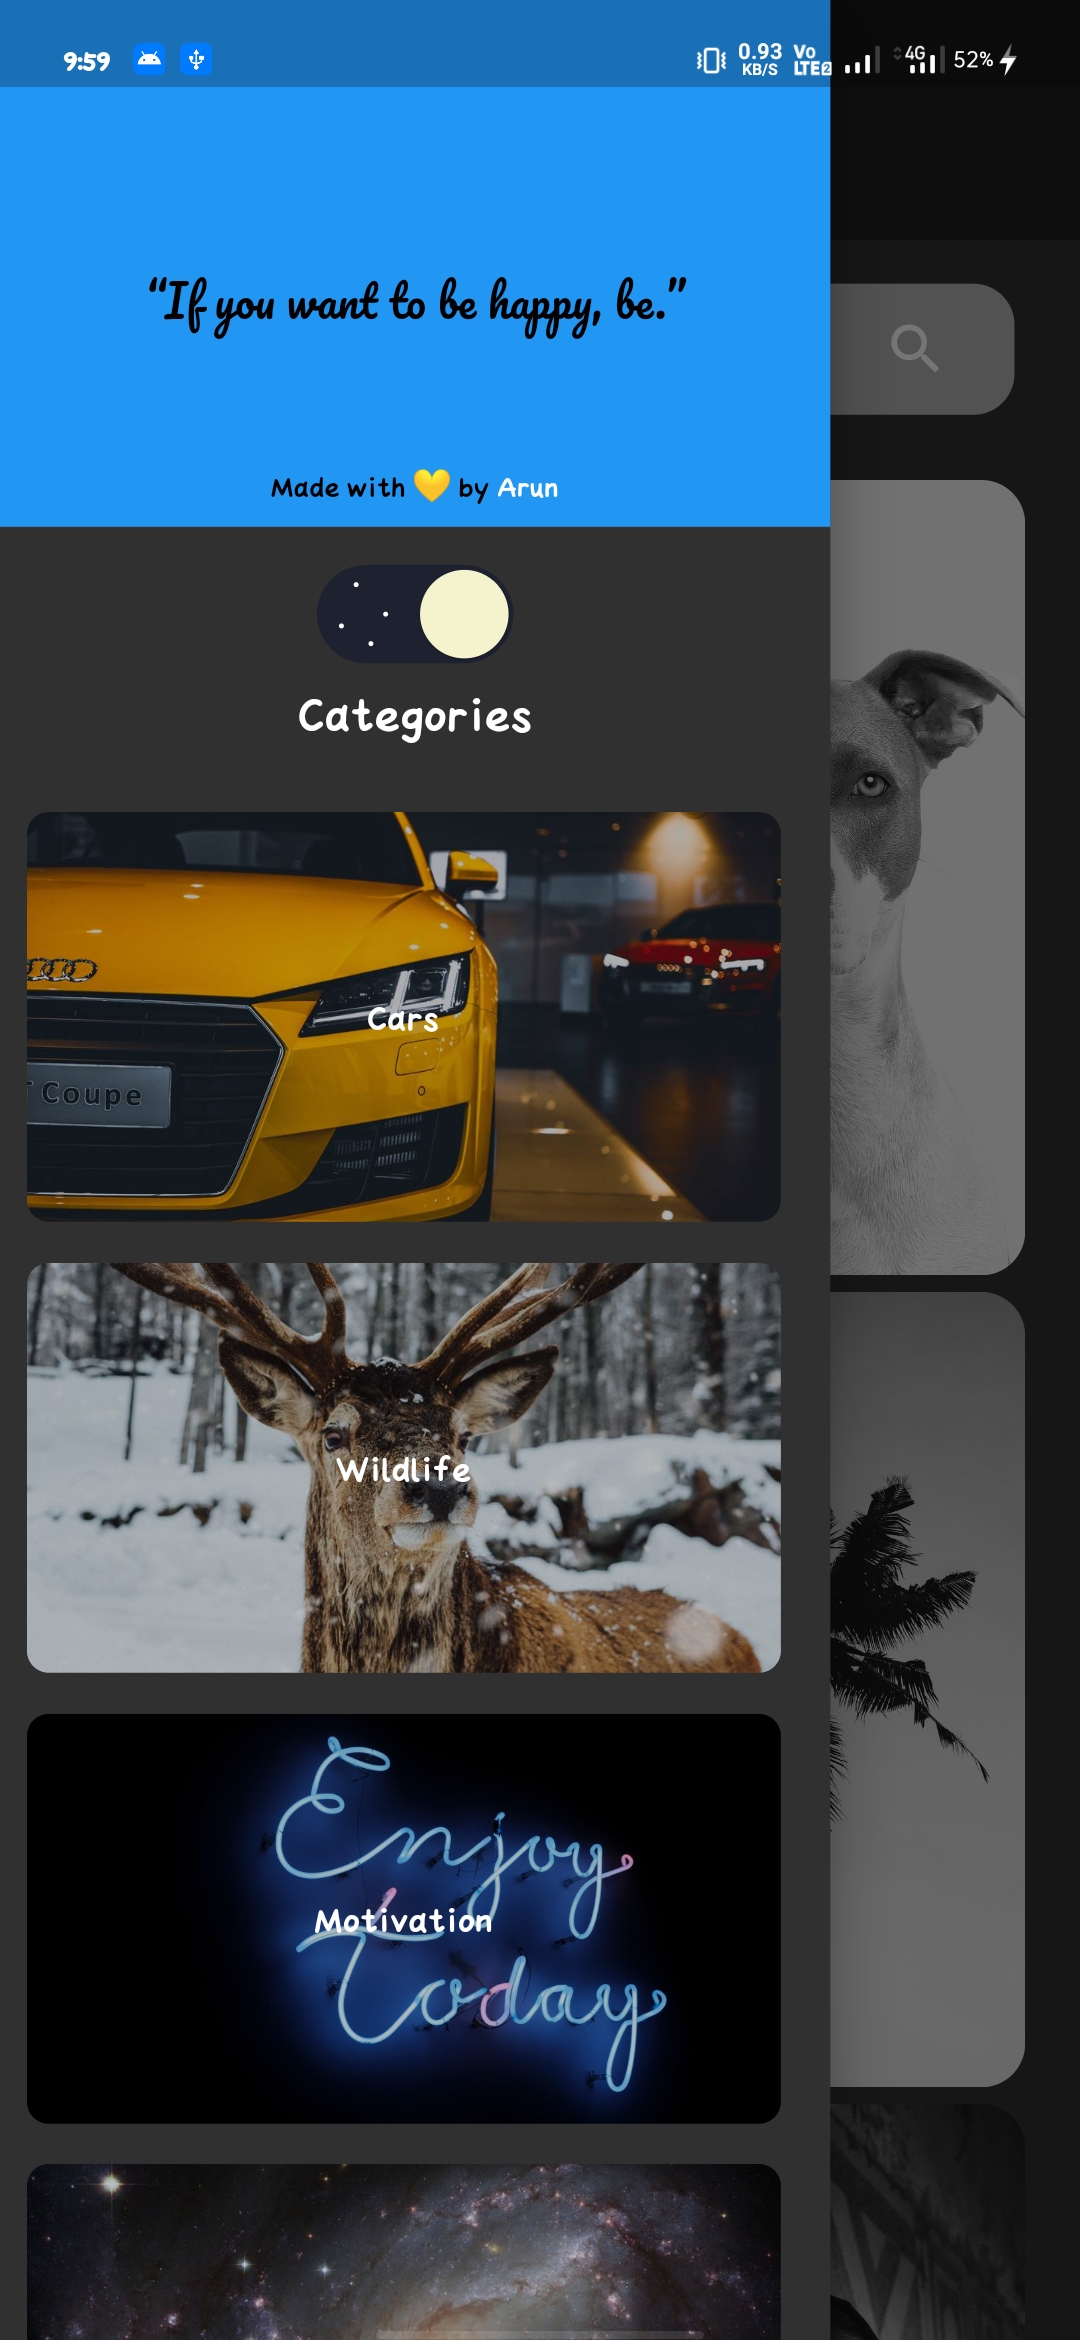 9:59 0.93 KB/S Vo LTE2 4G 52%
“If you want to be happy, be.”
Made with 💛 by Arun
Categories
Coupe
Cars
Wildlife
Enjoy
Motivation
Today